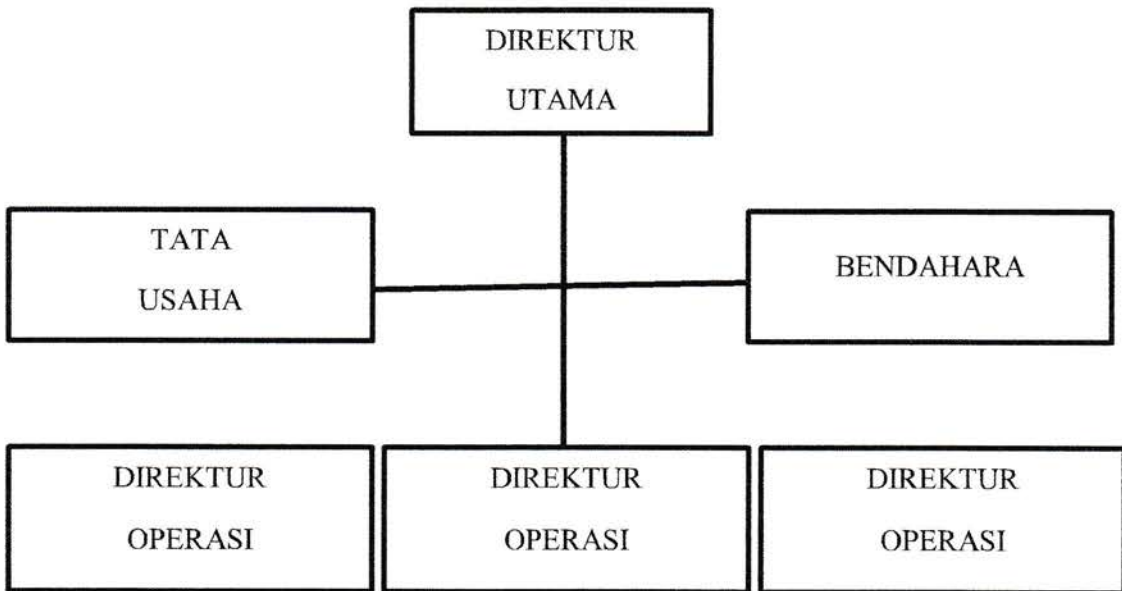 DIREKTUR
UTAMA
TATA
USAHA
BENDAHARA
DIREKTUR
OPERASI
DIREKTUR
OPERASI
DIREKTUR
OPERASI